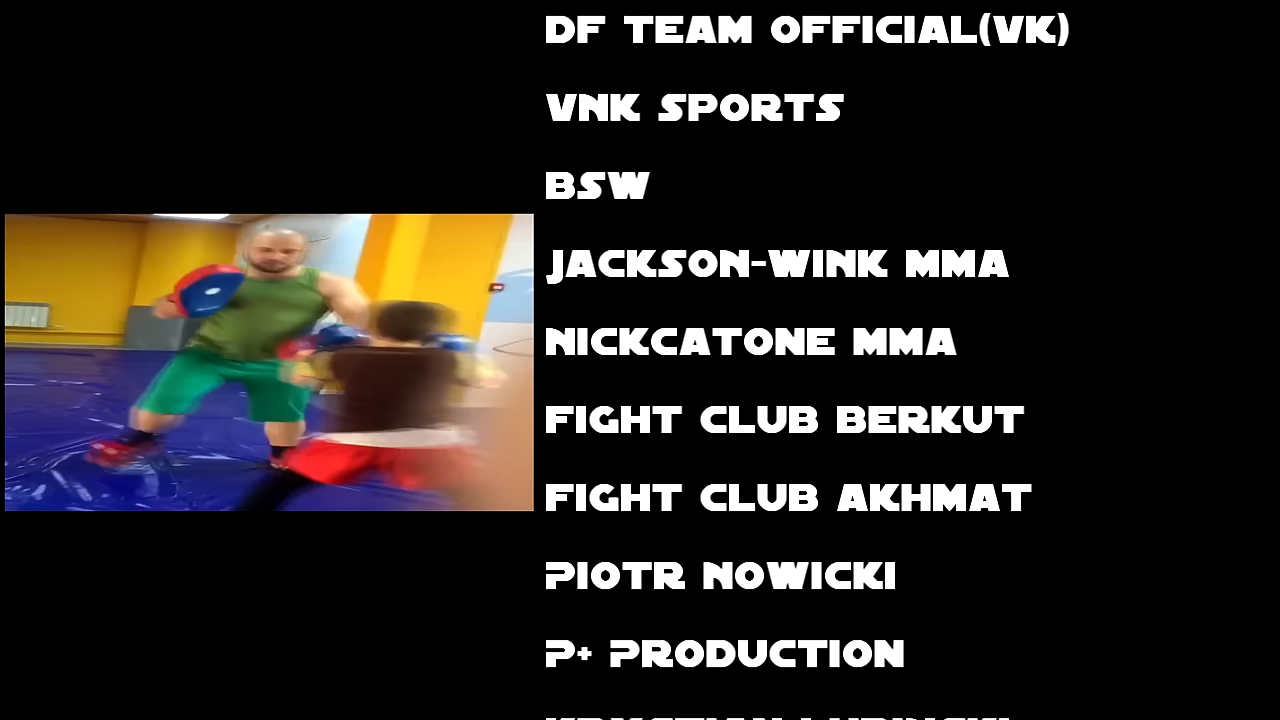 DF TEAM OFFICIAL(VK)
VNK SPORTS
BSW
JACKSON-WINK MMA
NICKCATONE MMA
FIGHT CLUB BERKUT
FIGHT CLUB AKHMAT
PIOTR NOWICKI
P+ PRODUCTION